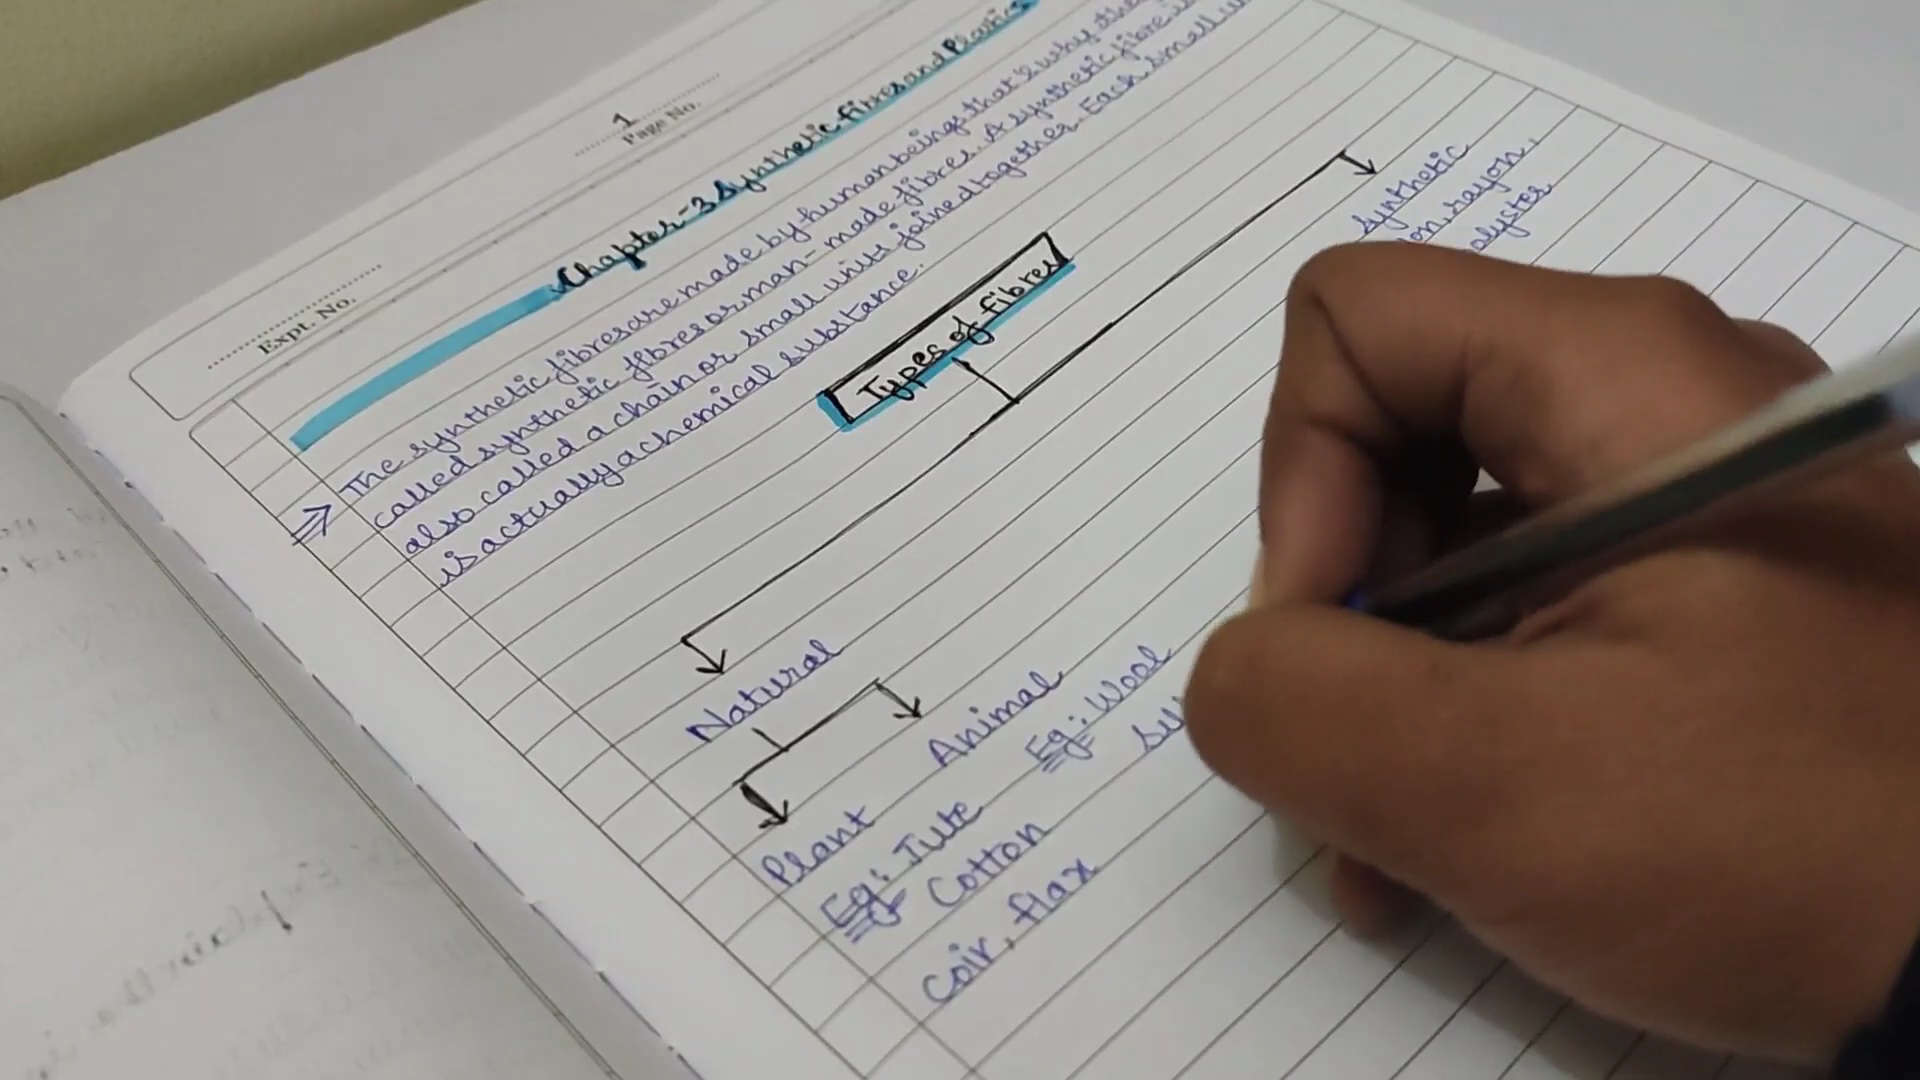 1
Page No.
Expt. No.
Chapter-3 Synthetic fibres and Plastics
⇒ The synthetic fibres are made by human beings that's why
called synthetic fibres or man-made fibres. A synthetic fibre is
also called a chain or small units joined together. Each small
is actually a chemical substance.
Types of fibres
Synthetic
rayon,
Natural
Animal
Eg: Wool
Plant
Eg: Jute
Cotton
coir, flax